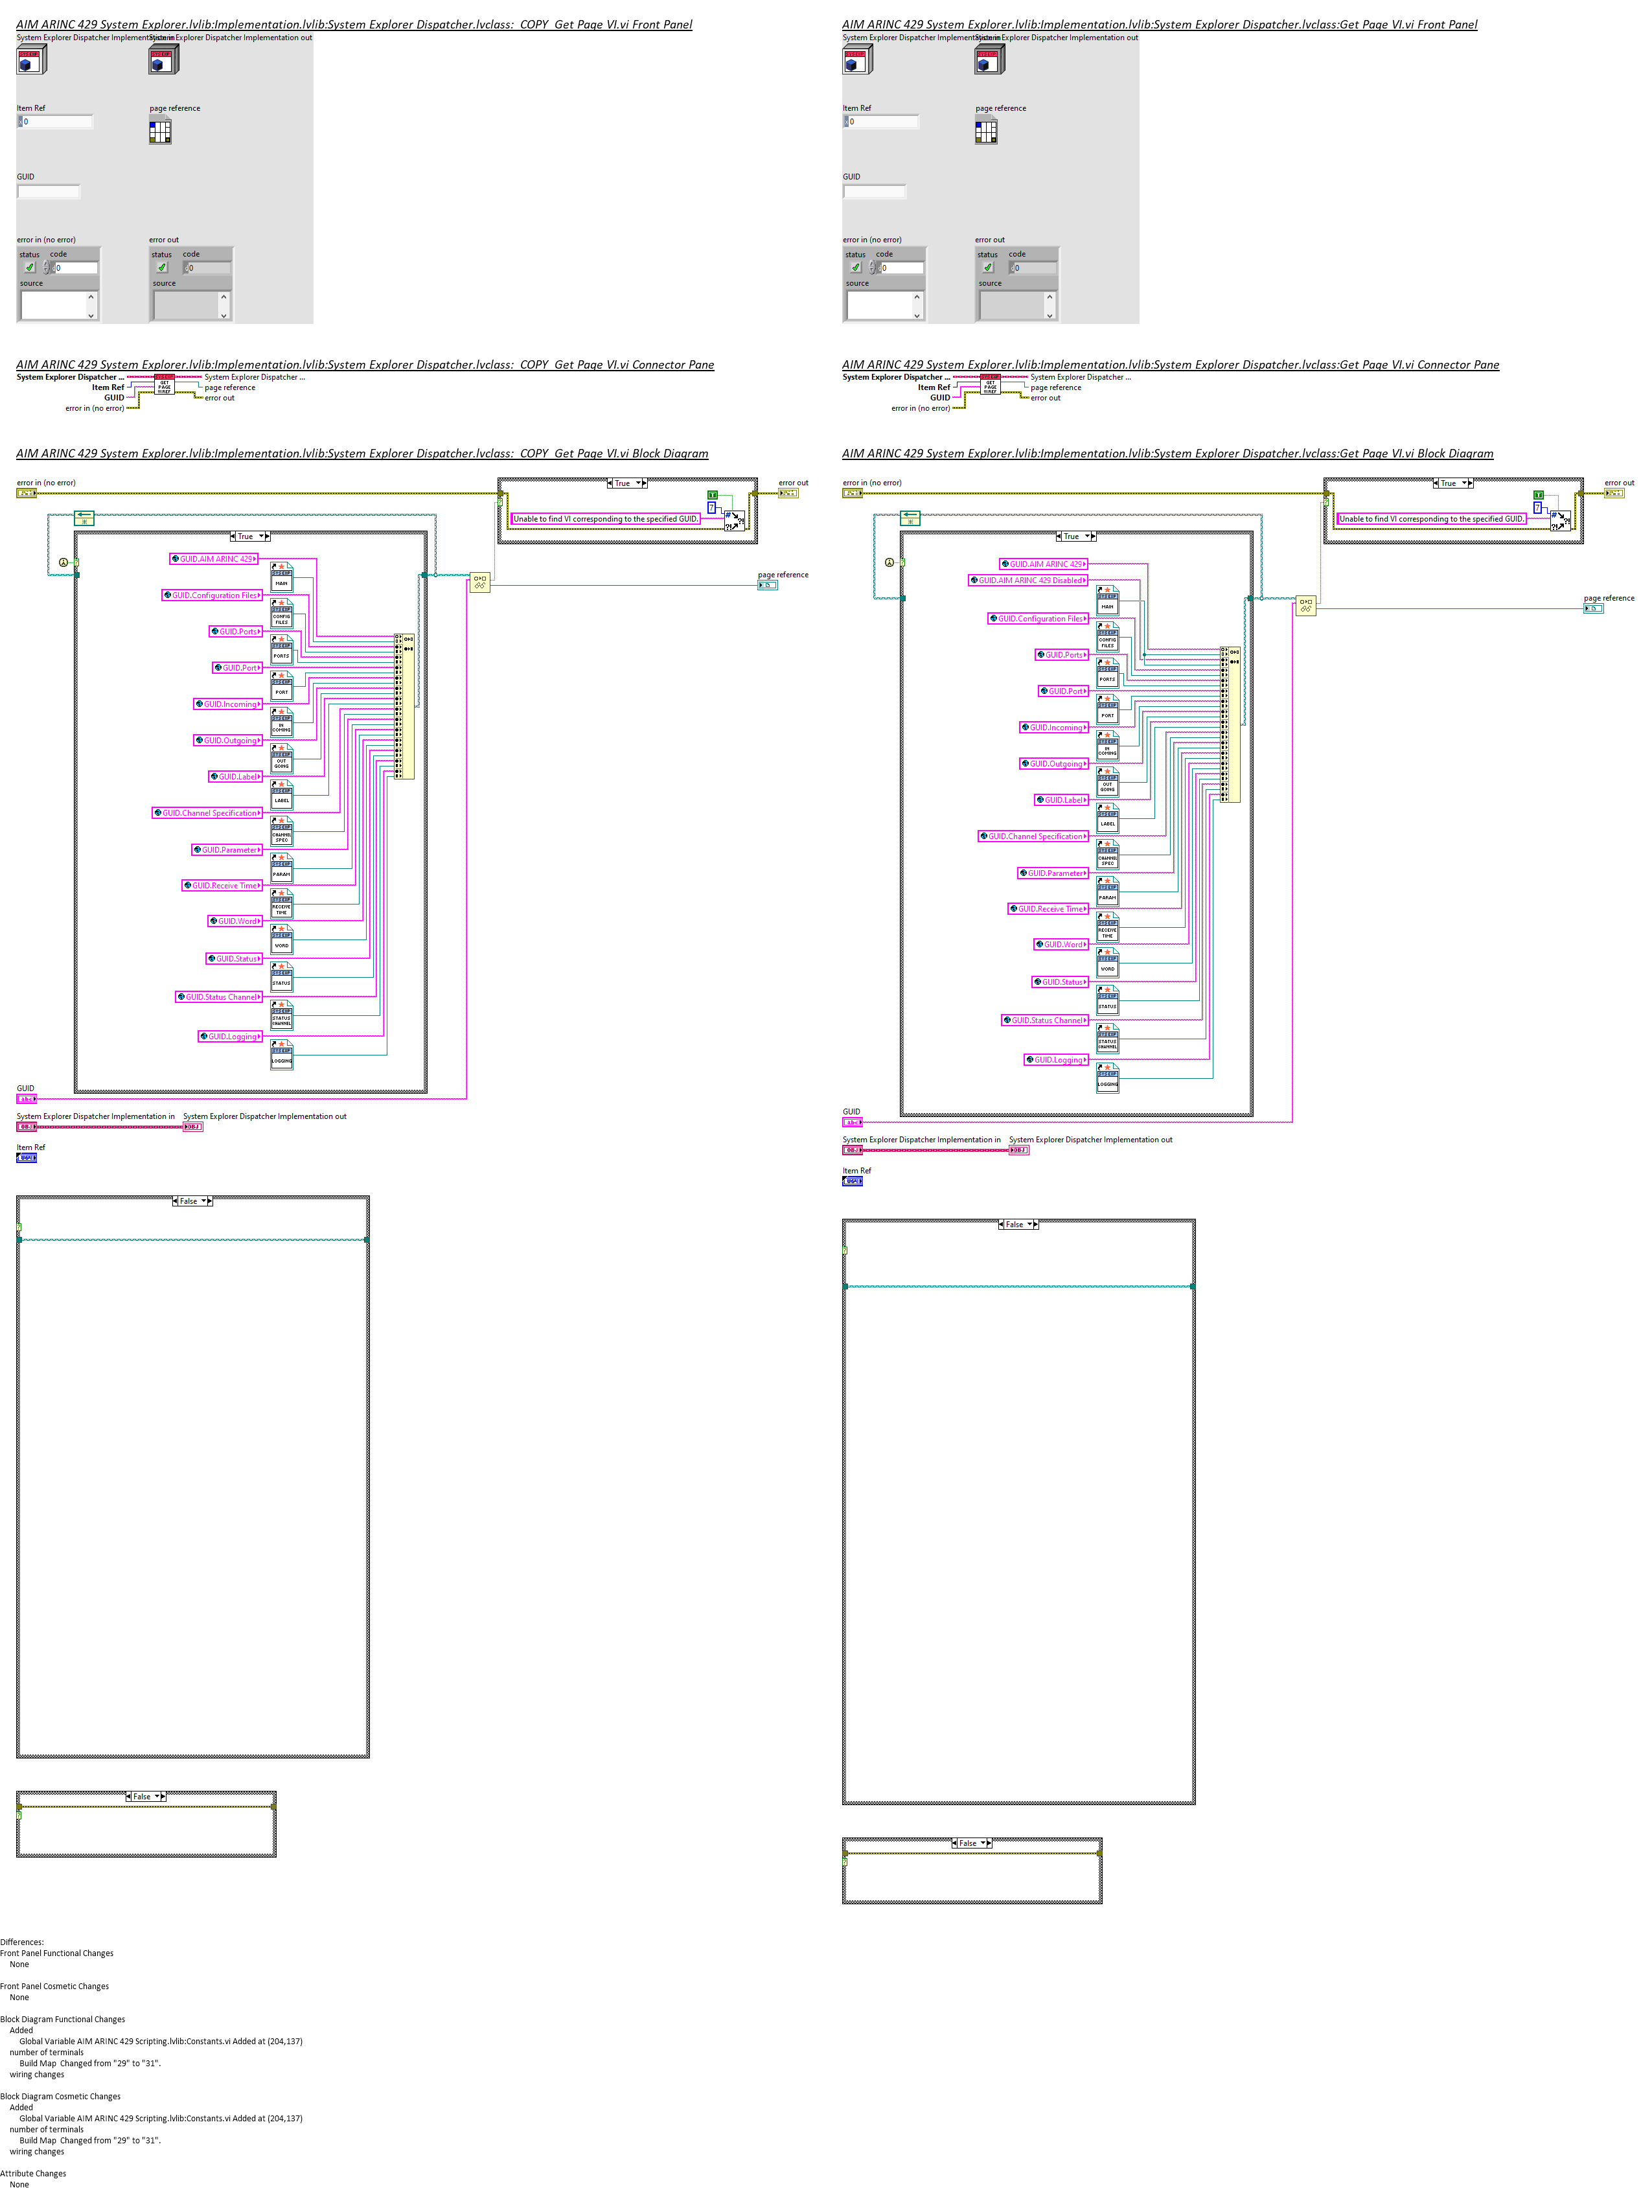 AIM ARINC 429 System Explorer.lvlib:Implementation.lvlib:System Explorer Dispatcher.lvclass:_COPY_Get Page VI.vi Front Panel
System Explorer Dispatcher Implementation in
System Explorer Dispatcher Implementation out
Item Ref
0
page reference
GUID
error in (no error)
status code
0
source
error out
status code
0
source
AIM ARINC 429 System Explorer.lvlib:Implementation.lvlib:System Explorer Dispatcher.lvclass:_COPY_Get Page VI.vi Connector Pane
System Explorer Dispatcher ...
Item Ref
GUID
error in (no error)
GET
PAGE
System Explorer Dispatcher ...
page reference
error out
AIM ARINC 429 System Explorer.lvlib:Implementation.lvlib:System Explorer Dispatcher.lvclass:_COPY_Get Page VI.vi Block Diagram
error in (no error)
True
Unable to find VI corresponding to the specified GUID.
error out
True
GUID.AIM ARINC 429
MAIN
GUID.Configuration Files
CONFIG FILES
GUID.Ports
PORTS
GUID.Port
PORT
GUID.Incoming
IN COMING
GUID.Outgoing
OUT GOING
GUID.Label
LABEL
GUID.Channel Specification
CHANNEL SPEC
GUID.Parameter
PARAM
GUID.Receive Time
RECEIVE TIME
GUID.Word
WORD
GUID.Status
STATUS
GUID.Status Channel
STATUS CHANNEL
GUID.Logging
LOGGING
page reference
GUID
abc
System Explorer Dispatcher Implementation in
System Explorer Dispatcher Implementation out
OBJ
OBJ
Item Ref
False
False
AIM ARINC 429 System Explorer.lvlib:Implementation.lvlib:System Explorer Dispatcher.lvclass:Get Page VI.vi Front Panel
System Explorer Dispatcher Implementation in
System Explorer Dispatcher Implementation out
Item Ref
0
page reference
GUID
error in (no error)
status code
0
source
error out
status code
0
source
AIM ARINC 429 System Explorer.lvlib:Implementation.lvlib:System Explorer Dispatcher.lvclass:Get Page VI.vi Connector Pane
System Explorer Dispatcher ...
Item Ref
GUID
error in (no error)
GET
PAGE
System Explorer Dispatcher ...
page reference
error out
AIM ARINC 429 System Explorer.lvlib:Implementation.lvlib:System Explorer Dispatcher.lvclass:Get Page VI.vi Block Diagram
error in (no error)
True
Unable to find VI corresponding to the specified GUID.
error out
True
GUID.AIM ARINC 429
GUID.AIM ARINC 429 Disabled
MAIN
GUID.Configuration Files
CONFIG FILES
GUID.Ports
PORTS
GUID.Port
PORT
GUID.Incoming
IN COMING
GUID.Outgoing
OUT GOING
GUID.Label
LABEL
GUID.Channel Specification
CHANNEL SPEC
GUID.Parameter
PARAM
GUID.Receive Time
RECEIVE TIME
GUID.Word
WORD
GUID.Status
STATUS
GUID.Status Channel
STATUS CHANNEL
GUID.Logging
LOGGING
page reference
GUID
abc
System Explorer Dispatcher Implementation in
System Explorer Dispatcher Implementation out
OBJ
OBJ
Item Ref
False
False
Differences:
Front Panel Functional Changes
None
Front Panel Cosmetic Changes
None
Block Diagram Functional Changes
Added
Global Variable AIM ARINC 429 Scripting.lvlib:Constants.vi Added at (204,137)
number of terminals
Build Map Changed from "29" to "31".
wiring changes
Block Diagram Cosmetic Changes
Added
Global Variable AIM ARINC 429 Scripting.lvlib:Constants.vi Added at (204,137)
number of terminals
Build Map Changed from "29" to "31".
wiring changes
Attribute Changes
None